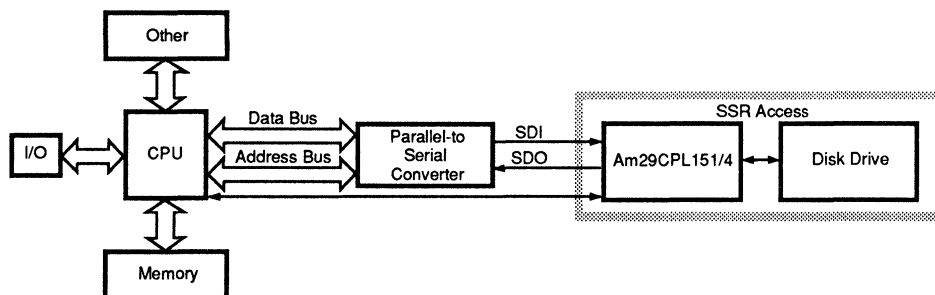 Other
SSR Access
Data Bus
I/O
CPU
Address Bus
Parallel-to
Serial
Converter
SDI
SDO
Am29CPL151/4
Disk Drive
Memory